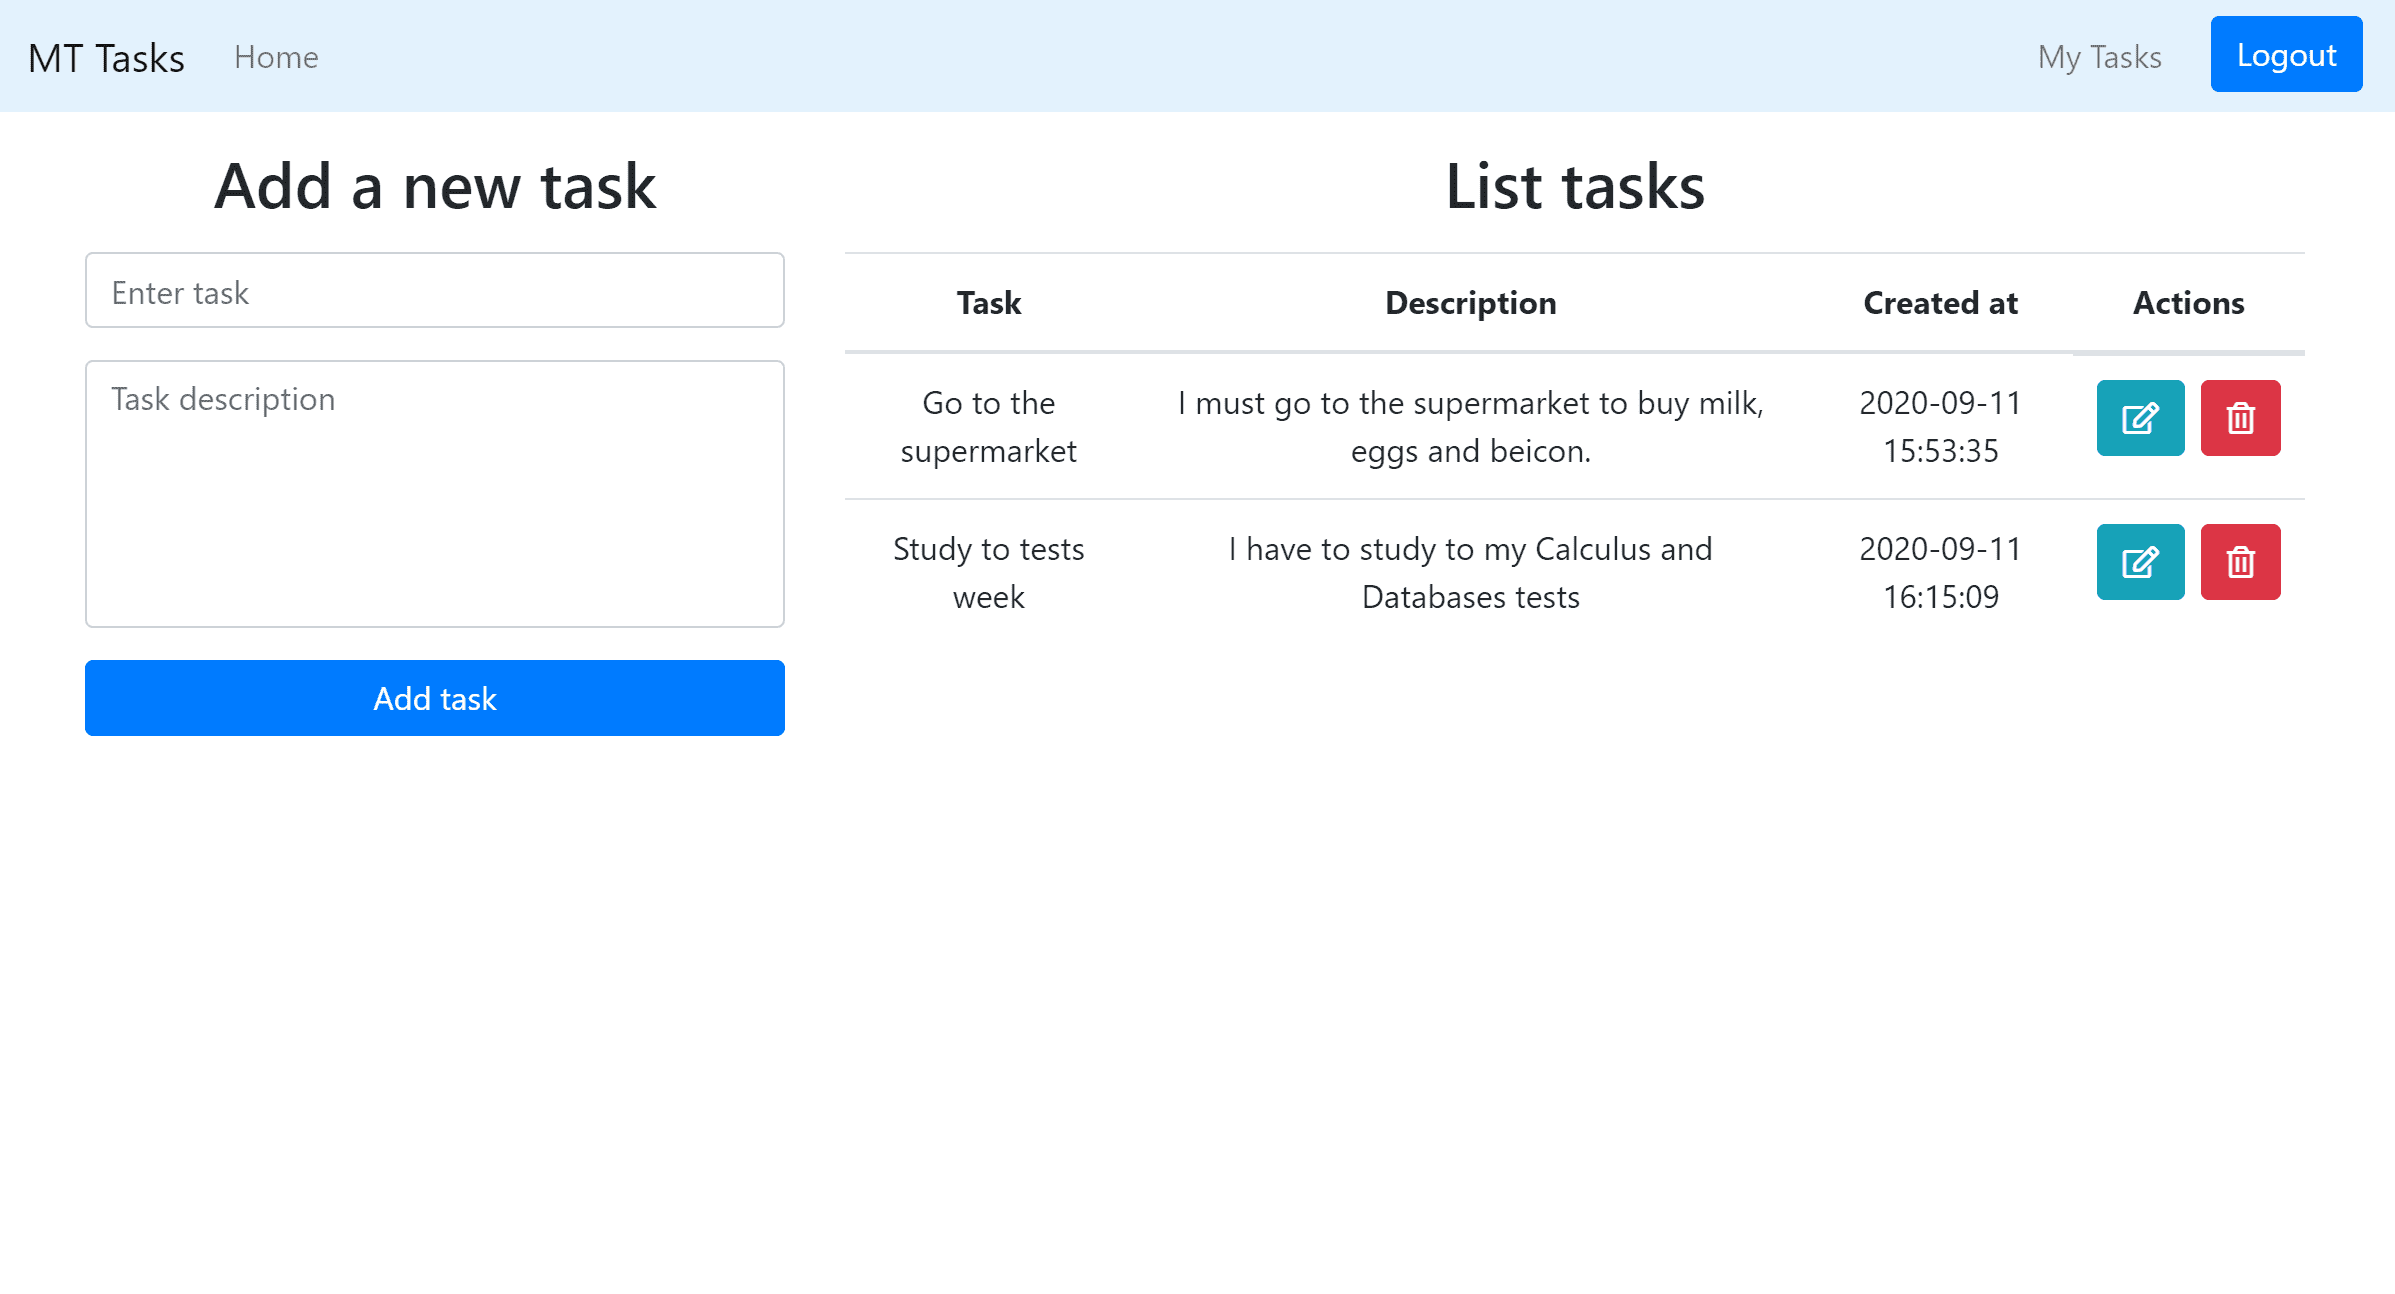 MT Tasks Home My Tasks Logout
Add a new task
Enter task
Task description
Add task
List tasks
Task Description Created at Actions
Go to the I must go to the supermarket to buy milk, 2020-09-11
supermarket eggs and beicon. 15:53:35
Study to tests I have to study to my Calculus and 2020-09-11
week Databases tests 16:15:09